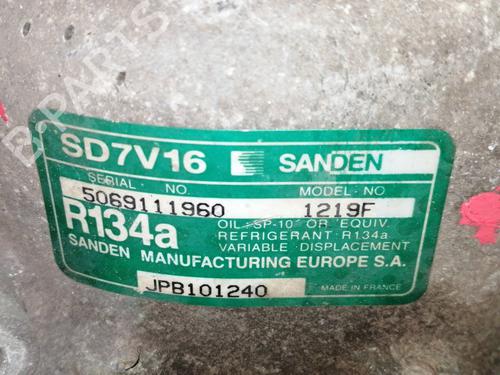 SD7V16 SANDEN
SERIAL NO MODEL NO
5069111960 1219F
R134a
OIL :SP-10 OR EQUIV.
REFRIGERANT:R134a
VARIABLE DISPLACEMENT
SANDEN MANUFACTURING EUROPE S.A.
JPB101240 MADE IN FRANCE
B-PARTS